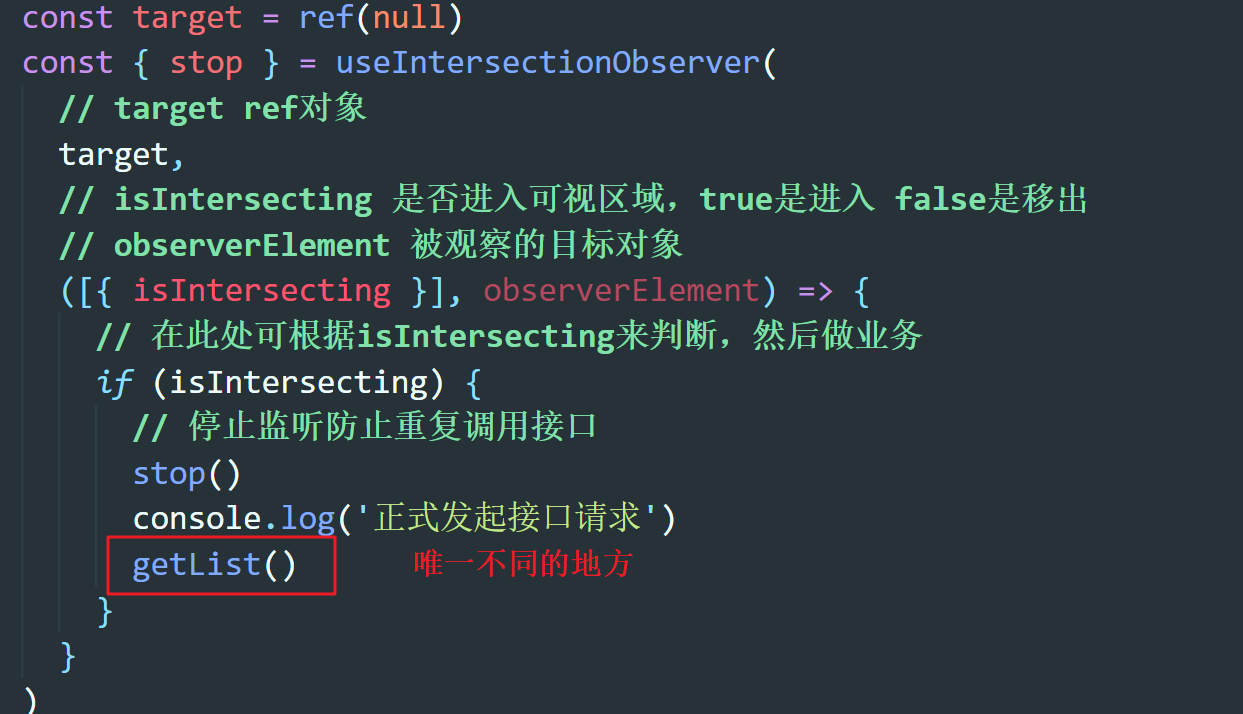 const target = ref(null)
const { stop } = useIntersectionObserver(
// target ref对象
target,
// isIntersecting 是否进入可视区域，true是进入 false是移出
// observerElement 被观察的目标对象
([{ isIntersecting }], observerElement) => {
// 在此处可根据isIntersecting来判断，然后做业务
if (isIntersecting) {
// 停止监听防止重复调用接口
stop()
console.log('正式发起接口请求')
getList() 唯一不同的地方
}
}
)